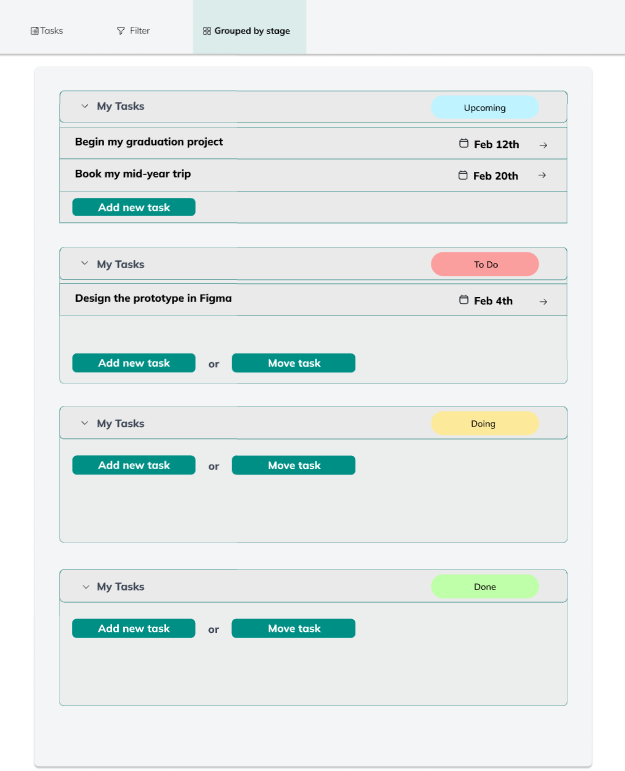 Tasks Filter Grouped by stage
My Tasks Upcoming
Begin my graduation project Feb 12th
Book my mid-year trip Feb 20th
Add new task
My Tasks To Do
Design the prototype in Figma Feb 4th
Add new task or Move task
My Tasks Doing
Add new task or Move task
My Tasks Done
Add new task or Move task